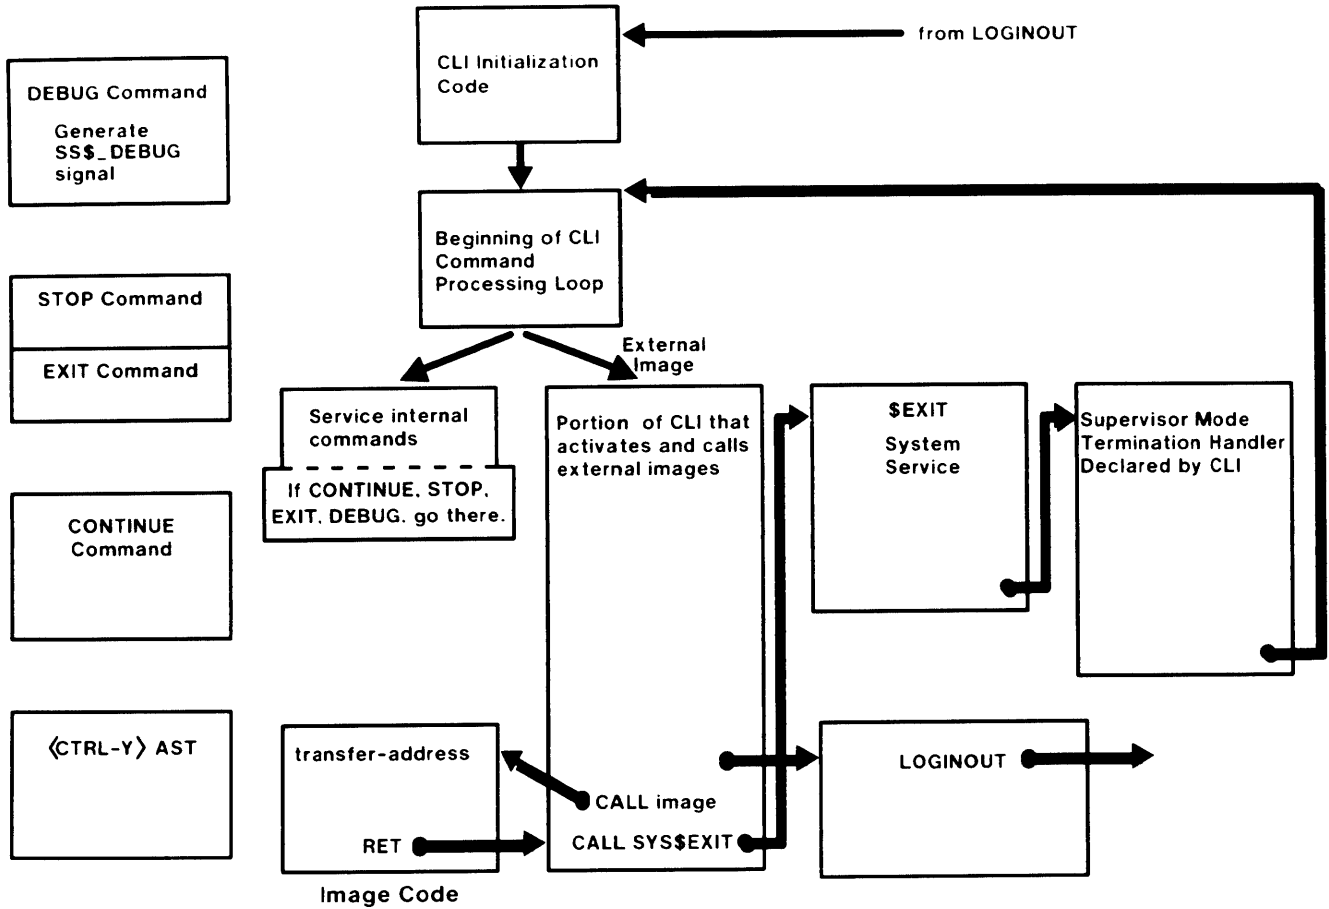 from LOGINOUT
CLI Initialization
Code
DEBUG Command
Generate
SS$_DEBUG
signal
Beginning of CLI
Command
Processing Loop
STOP Command
EXIT Command
External
Image
Service internal
commands
If CONTINUE, STOP,
EXIT, DEBUG, go there.
Portion of CLI that
activates and calls
external images
$EXIT
System
Service
Supervisor Mode
Termination Handler
Declared by CLI
CONTINUE
Command
⟨CTRL-Y⟩ AST
transfer-address
RET
Image Code
CALL image
CALL SYS$EXIT
LOGINOUT